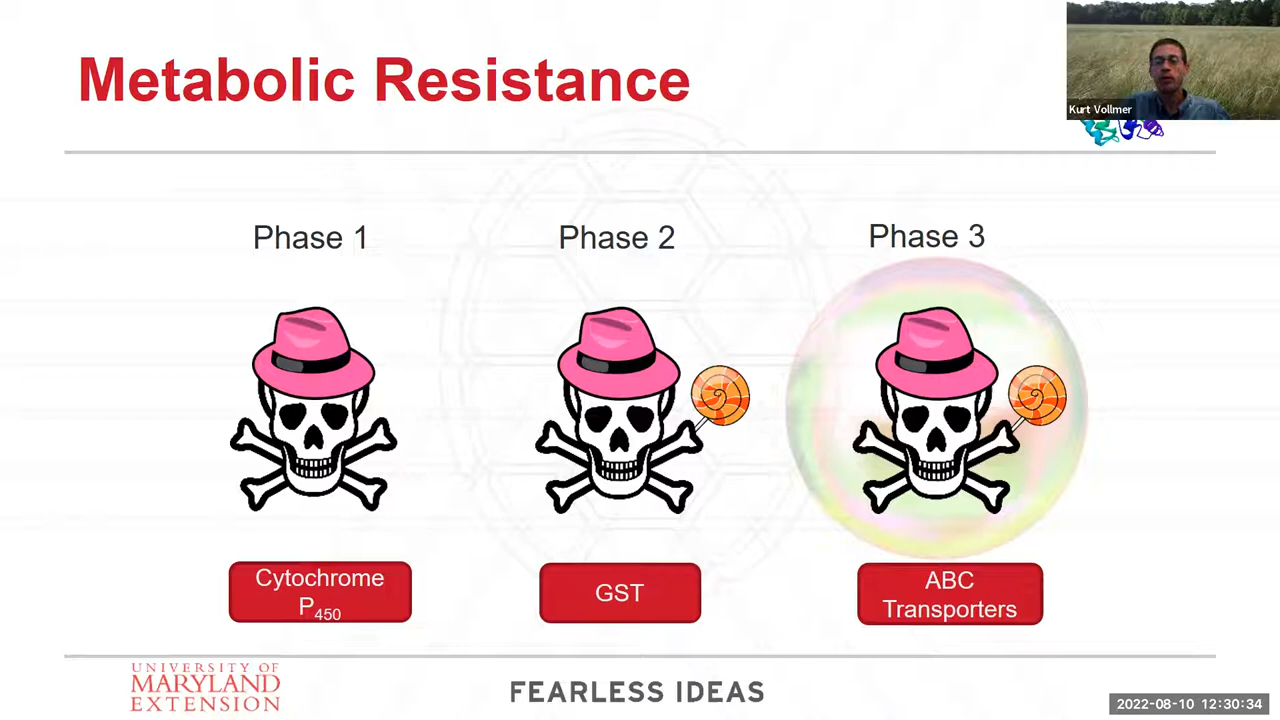 Metabolic Resistance
Kurt Vollmer
Phase 1
Phase 2
Phase 3
Cytochrome
P450
GST
ABC
Transporters
UNIVERSITY OF
MARYLAND
EXTENSION
FEARLESS IDEAS
2022-08-10 12:30:34